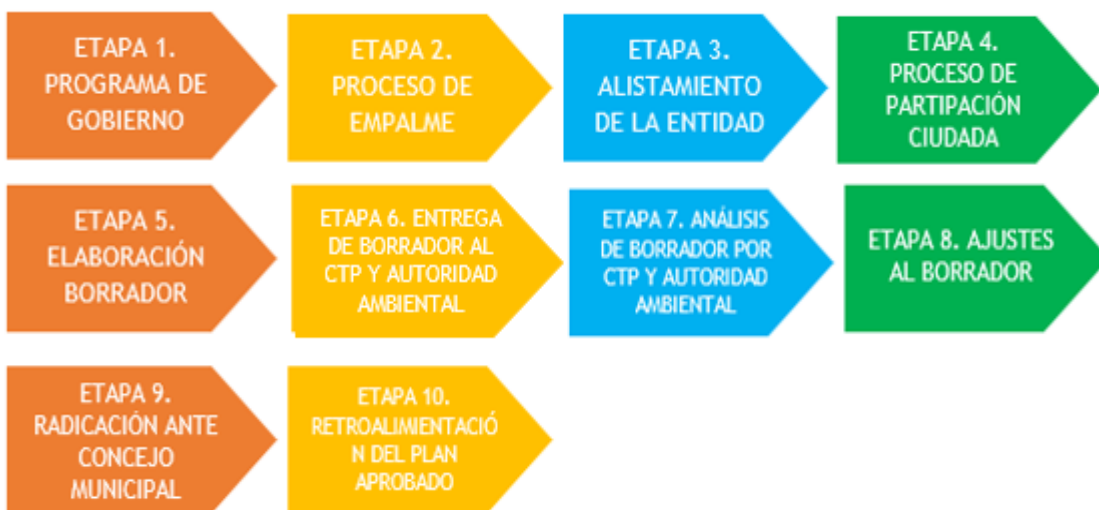 ETAPA 1.
PROGRAMA DE
GOBIERNO
ETAPA 2.
PROCESO DE
EMPALME
ETAPA 3.
ALISTAMIENTO
DE LA ENTIDAD
ETAPA 4.
PROCESO DE
PARTIPACIÓN
CIUDADA
ETAPA 5.
ELABORACIÓN
BORRADOR
ETAPA 6. ENTREGA
DE BORRADOR AL
CTP Y AUTORIDAD
AMBIENTAL
ETAPA 7. ANÁLISIS
DE BORRADOR POR
CTP Y AUTORIDAD
AMBIENTAL
ETAPA 8. AJUSTES
AL BORRADOR
ETAPA 9.
RADICACIÓN ANTE
CONCEJO
MUNICIPAL
ETAPA 10.
RETROALIMENTACIÓ
N DEL PLAN
APROBADO